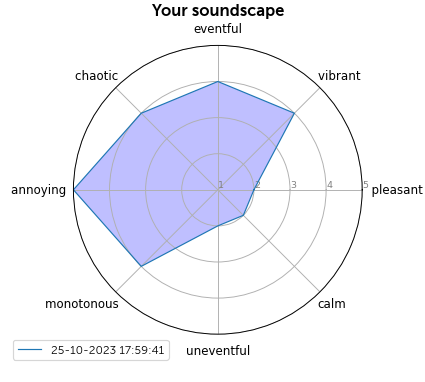 Your soundscape
eventful
chaotic
vibrant
annoying
1 2 3 4 5
pleasant
monotonous
calm
25-10-2023 17:59:41
uneventful